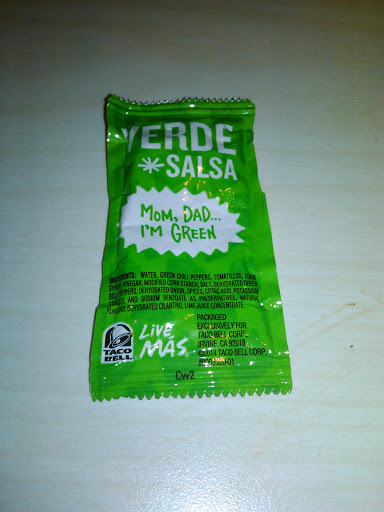 VERDE
SALSA
MOM, DAD...
I'M GREEN
INGREDIENTS: WATER, GREEN CHILI PEPPERS, TOMATILLOS, CORN
SYRUP, VINEGAR, MODIFIED CORN STARCH, SALT, DEHYDRATED GREEN
BELL PEPPERS, DEHYDRATED ONION, SPICES, CITRIC ACID, POTASSIUM
SORBATE AND SODIUM BENZOATE AS PRESERVATIVES, NATURAL
FLAVORS, DEHYDRATED CILANTRO, LIME JUICE CONCENTRATE.
TACO
BELL
LIVE
MÁS
PACKAGED
EXCLUSIVELY FOR
TACO BELL CORP.,
IRVINE, CA 92618
©2014 TACO BELL CORP.
CW2